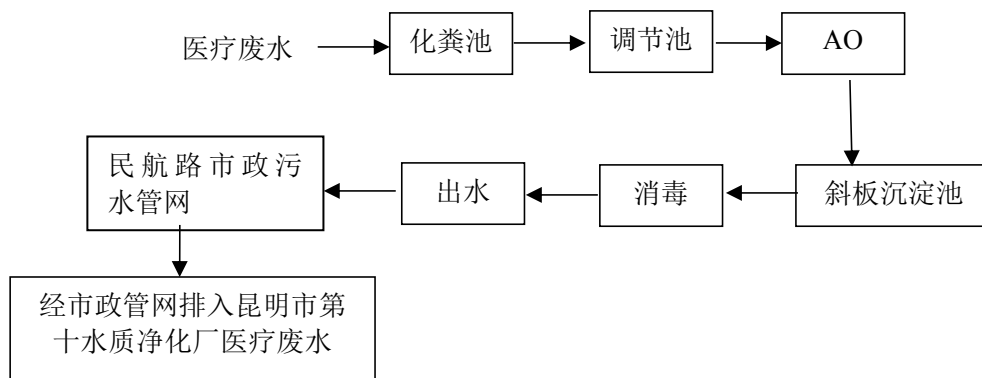 医疗废水
化粪池
调节池
AO
斜板沉淀池
消毒
出水
民航路市政污
水管网
经市政管网排入昆明市第
十水质净化厂医疗废水